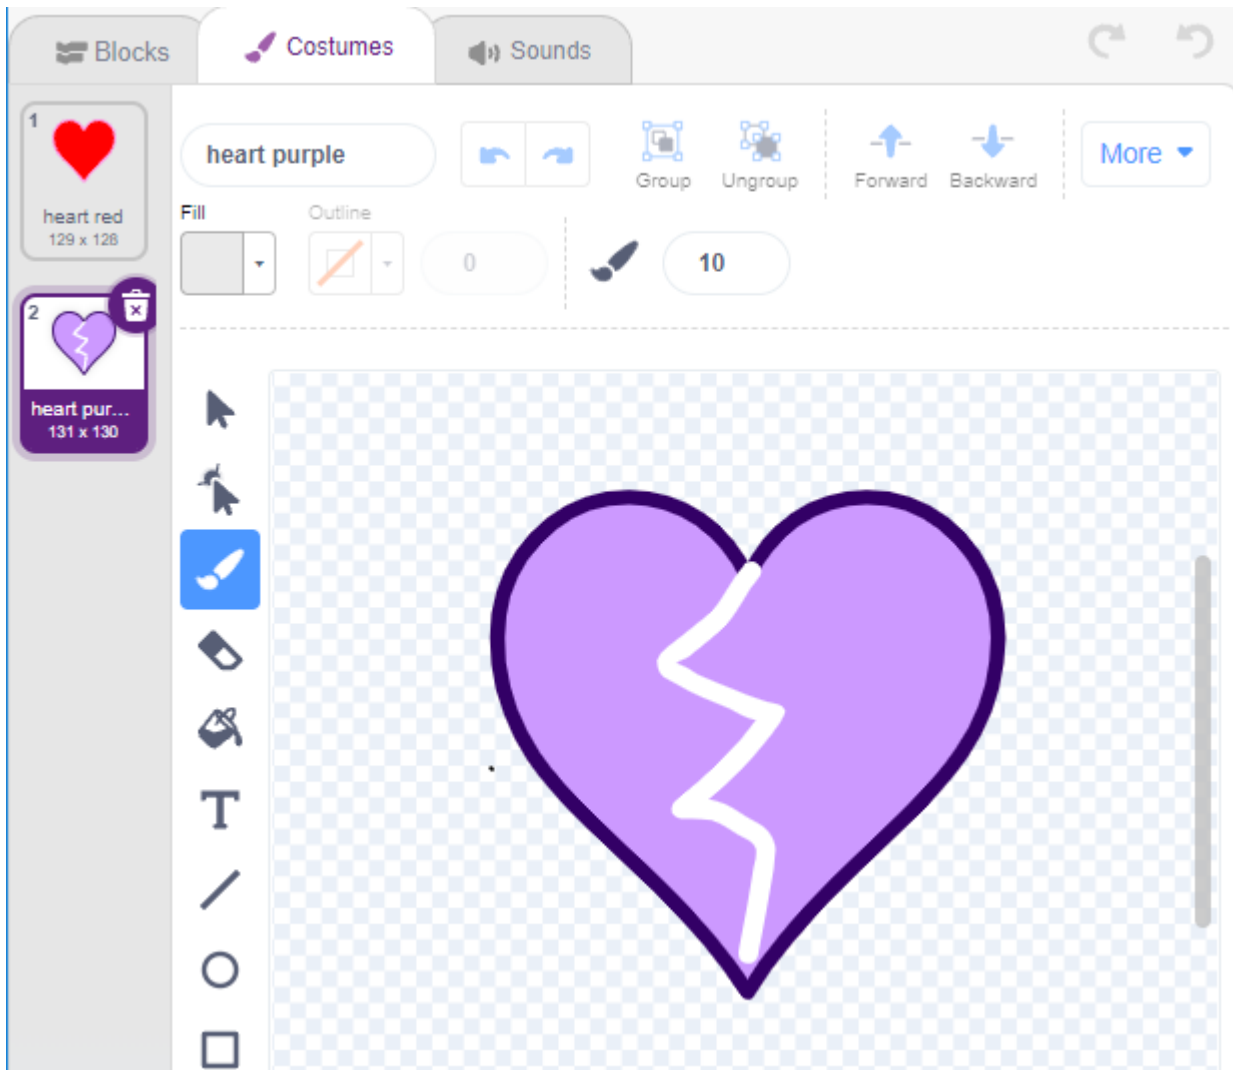 Blocks
Costumes
Sounds
1
heart red
129 x 128
2
heart pur...
131 x 130
heart purple
Group
Ungroup
Forward
Backward
More
Fill
Outline
0
10
T